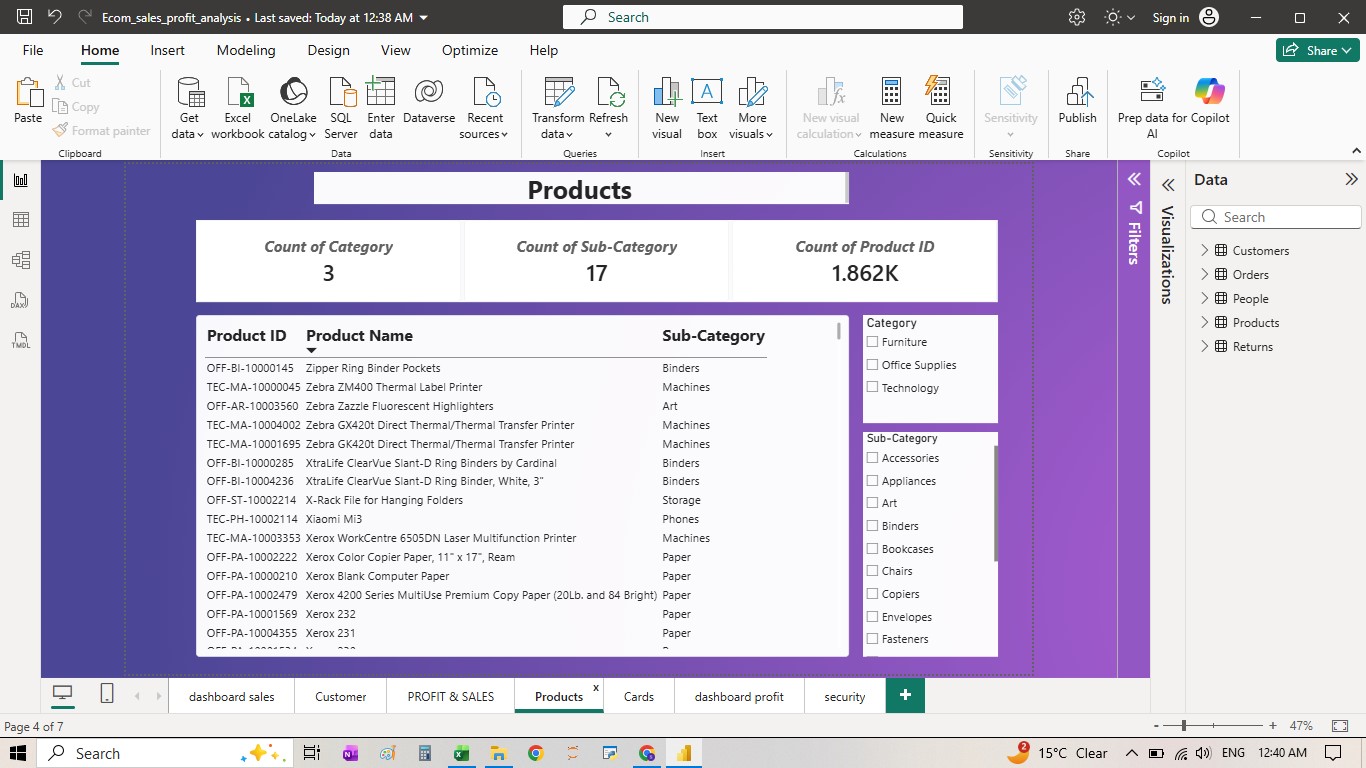 Ecom_sales_profit_analysis • Last saved: Today at 12:38 AM
Search
Sign in
File Home Insert Modeling Design View Optimize Help
Share
Paste
Cut
Copy
Format painter
Clipboard
Get data
Excel workbook
OneLake catalog
SQL Server
Enter data
Dataverse
Recent sources
Data
Transform data
Refresh
Queries
New visual
Text box
More visuals
Insert
New visual calculation
New measure
Quick measure
Calculations
Sensitivity
Sensitivity
Publish
Share
Prep data for AI
Copilot
Copilot
DAX
TMDL
Products
Count of Category
3
Count of Sub-Category
17
Count of Product ID
1.862K
Product ID Product Name Sub-Category
OFF-BI-10000145 Zipper Ring Binder Pockets Binders
TEC-MA-10000045 Zebra ZM400 Thermal Label Printer Machines
OFF-AR-10003560 Zebra Zazzle Fluorescent Highlighters Art
TEC-MA-10004002 Zebra GX420t Direct Thermal/Thermal Transfer Printer Machines
TEC-MA-10001695 Zebra GK420t Direct Thermal/Thermal Transfer Printer Machines
OFF-BI-10000285 XtraLife ClearVue Slant-D Ring Binders by Cardinal Binders
OFF-BI-10004236 XtraLife ClearVue Slant-D Ring Binder, White, 3" Binders
OFF-ST-10002214 X-Rack File for Hanging Folders Storage
TEC-PH-10002114 Xiaomi Mi3 Phones
TEC-MA-10003353 Xerox WorkCentre 6505DN Laser Multifunction Printer Machines
OFF-PA-10002222 Xerox Color Copier Paper, 11" x 17", Ream Paper
OFF-PA-10000210 Xerox Blank Computer Paper Paper
OFF-PA-10002479 Xerox 4200 Series MultiUse Premium Copy Paper (20Lb. and 84 Bright) Paper
OFF-PA-10001569 Xerox 232 Paper
OFF-PA-10004355 Xerox 231 Paper
Category
Furniture
Office Supplies
Technology
Sub-Category
Accessories
Appliances
Art
Binders
Bookcases
Chairs
Copiers
Envelopes
Fasteners
Filters
Visualizations
Data
Search
Customers
Orders
People
Products
Returns
dashboard sales Customer PROFIT & SALES Products x Cards dashboard profit security +
Page 4 of 7
- + 47%
Search
2
15°C Clear
ENG
12:40 AM